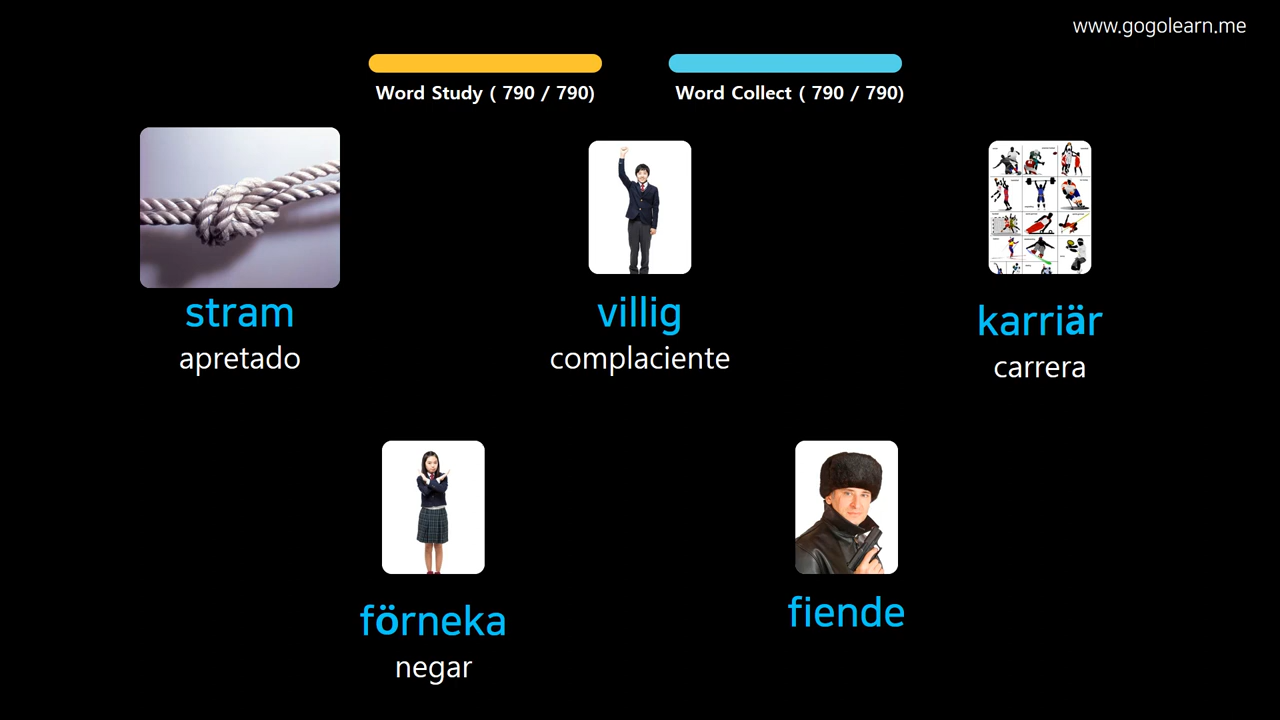 www.gogolearn.me
Word Study ( 790 / 790)
Word Collect ( 790 / 790)
stram
apretado
villig
complaciente
karriär
carrera
förneka
negar
fiende